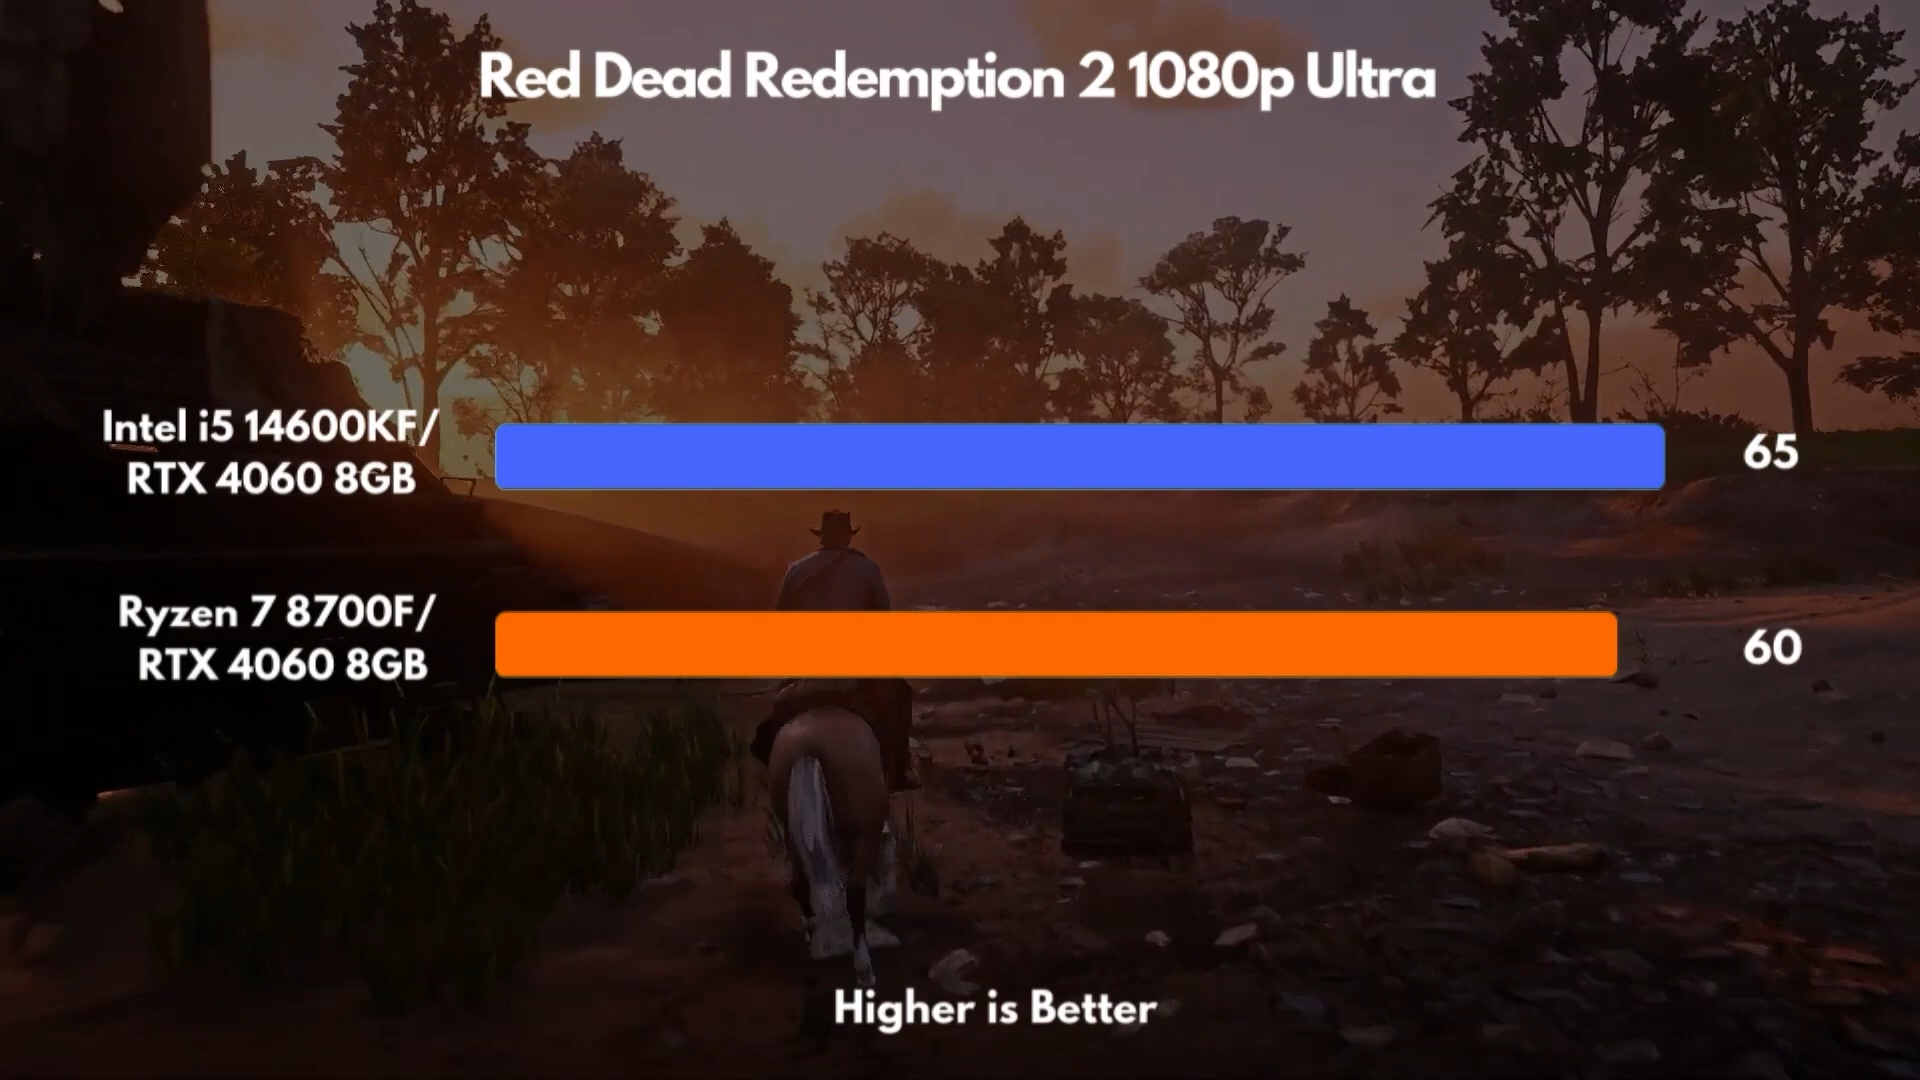 Red Dead Redemption 2 1080p Ultra
Intel i5 14600KF/
RTX 4060 8GB
65
Ryzen 7 8700F/
RTX 4060 8GB
60
Higher is Better